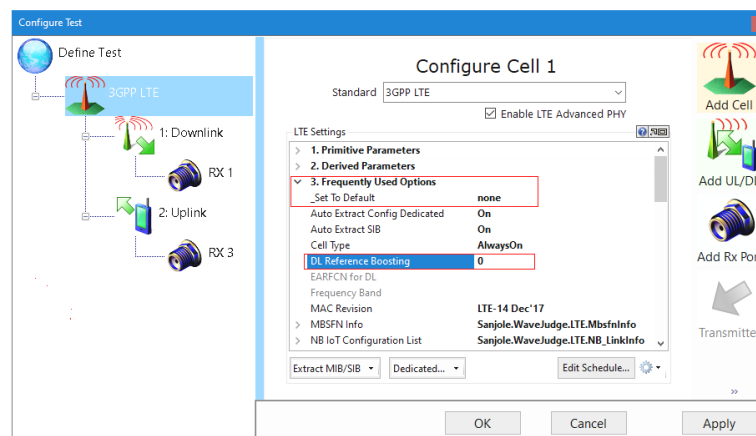 Configure Test
Define Test
3GPP LTE
1: Downlink
RX 1
2: Uplink
RX 3
Configure Cell 1
Standard 3GPP LTE
Enable LTE Advanced PHY
LTE Settings
1. Primitive Parameters
2. Derived Parameters
3. Frequently Used Options
_Set To Default none
Auto Extract Config Dedicated On
Auto Extract SIB On
Cell Type AlwaysOn
DL Reference Boosting 0
EARFCN for DL
Frequency Band
MAC Revision LTE-14 Dec'17
MBSFN Info Sanjole.WaveJudge.LTE.MbsfnInfo
NB IoT Configuration List Sanjole.WaveJudge.LTE.NB_LinkInfo
Extract MIB/SIB Dedicated... Edit Schedule...
Add Cell
Add UL/DL
Add Rx Por
Transmitte
»
OK Cancel Apply